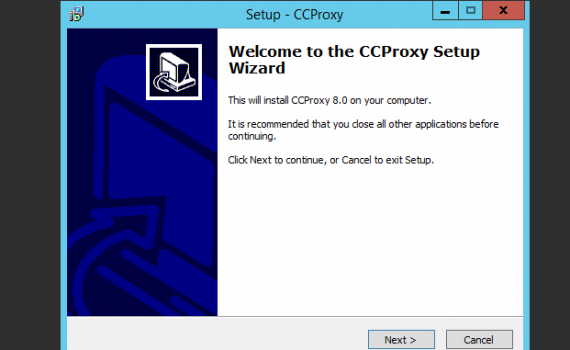 Setup - CCProxy
Welcome to the CCProxy Setup
Wizard
This will install CCProxy 8.0 on your computer.
It is recommended that you close all other applications before
continuing.
Click Next to continue, or Cancel to exit Setup.
Next > Cancel